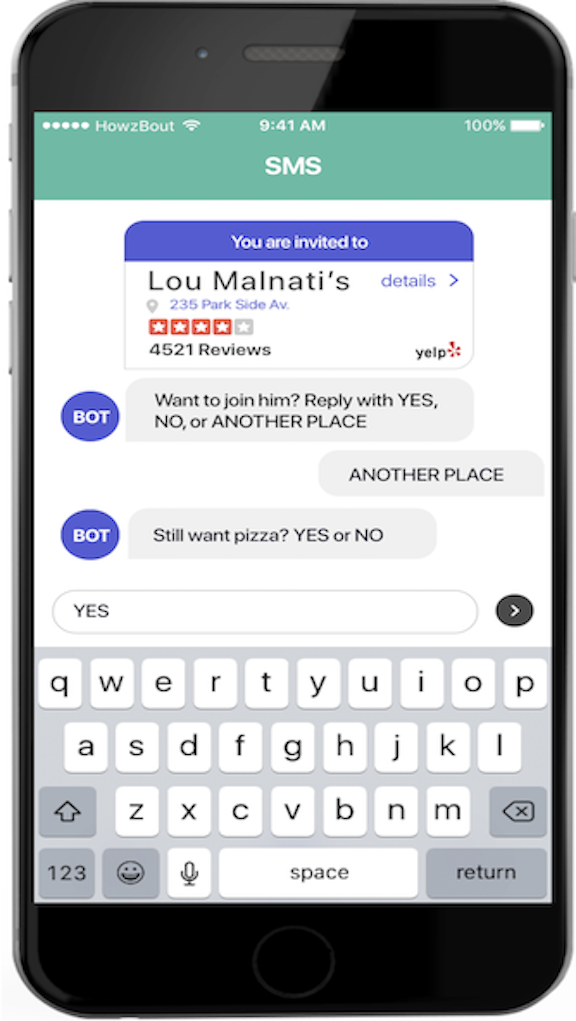 HowzBout 9:41 AM 100%
SMS
You are invited to
Lou Malnati's details >
235 Park Side Av.
4521 Reviews yelp
BOT Want to join him? Reply with YES,
NO, or ANOTHER PLACE
ANOTHER PLACE
BOT Still want pizza? YES or NO
YES
q w e r t y u i o p
a s d f g h j k l
z x c v b n m
123 space return